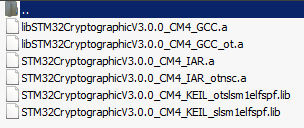 ..
libSTM32CryptographicV3.0.0_CM4_GCC.a
libSTM32CryptographicV3.0.0_CM4_GCC_ot.a
STM32CryptographicV3.0.0_CM4_IAR.a
STM32CryptographicV3.0.0_CM4_IAR_otnsc.a
STM32CryptographicV3.0.0_CM4_KEIL_otslsm1elfspf.lib
STM32CryptographicV3.0.0_CM4_KEIL_slsm1elfspf.lib